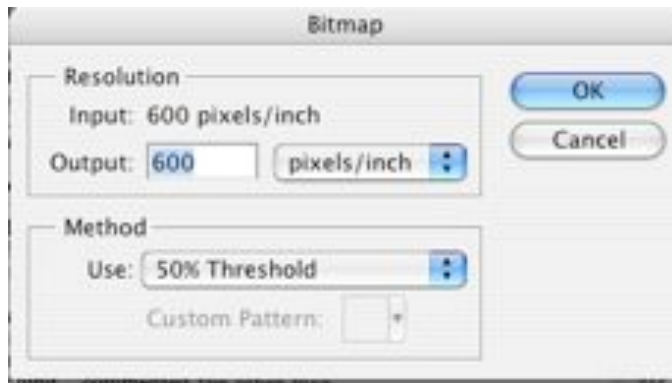 Bitmap
Resolution
Input: 600 pixels/inch
Output: 600 pixels/inch
OK
Cancel
Method
Use: 50% Threshold
Custom Pattern: